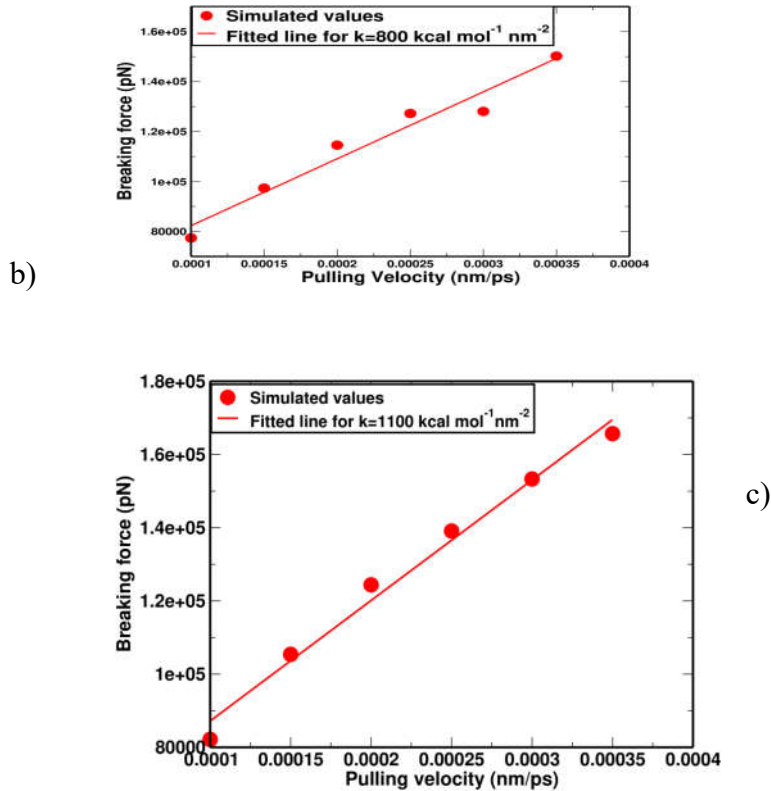 Simulated values
Fitted line for k=800 kcal mol⁻¹ nm⁻²
1.6e+05
1.4e+05
1.2e+05
1e+05
80000
Breaking force (pN)
0.0001 0.00015 0.0002 0.00025 0.0003 0.00035 0.0004
Pulling Velocity (nm/ps)
b)
1.8e+05
Simulated values
Fitted line for k=1100 kcal mol⁻¹nm⁻²
1.6e+05
1.4e+05
1.2e+05
1e+05
80000
Breaking force (pN)
c)
0.0001 0.00015 0.0002 0.00025 0.0003 0.00035 0.0004
Pulling velocity (nm/ps)